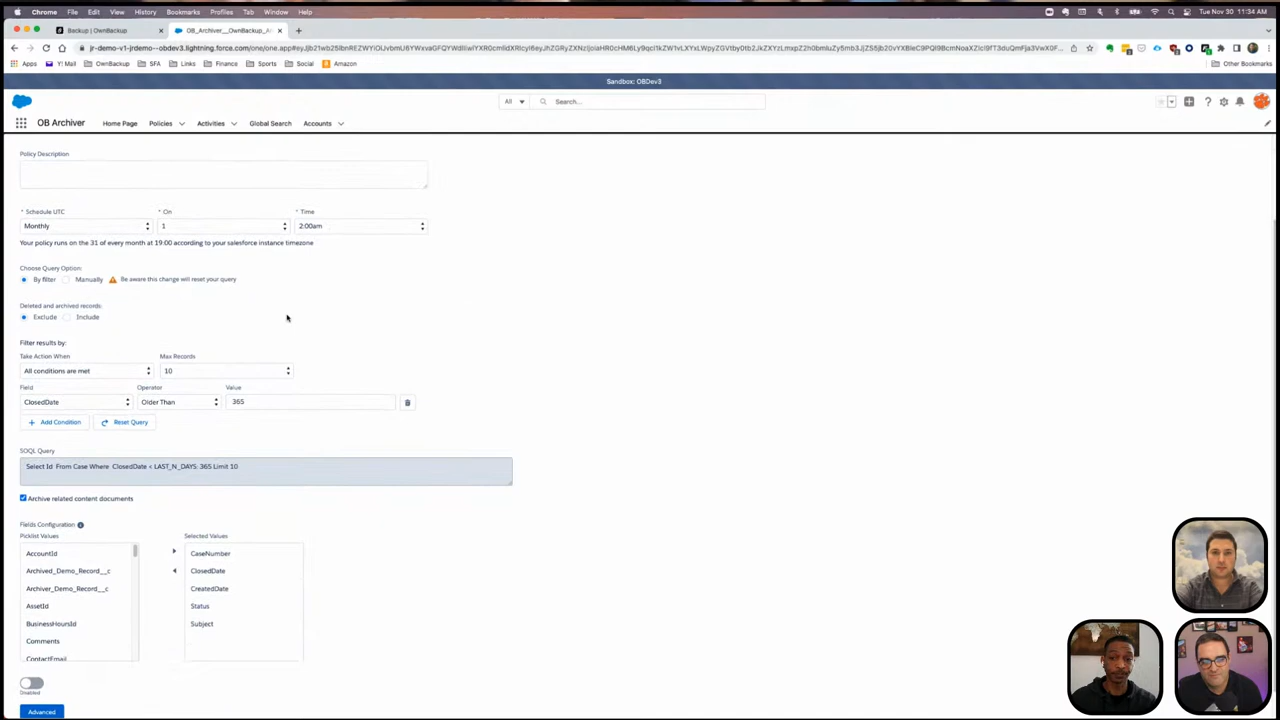 Chrome File Edit View History Bookmarks Profiles Tab Window Help
Tue Nov 30 11:34 AM
Backup | OwnBackup
OB_Archiver__OwnBackup_Ar
Apps Y! Mail OwnBackup SFA Links Finance Sports Social Amazon Other Bookmarks
Sandbox: OBDev3
All Search...
OB Archiver Home Page Policies Activities Global Search Accounts
Policy Description
* Schedule UTC * On * Time
Monthly 1 2:00am
Your policy runs on the 31 of every month at 19:00 according to your salesforce instance timezone
Choose Query Option:
By filter Manually Be aware this change will reset your query
Deleted and archived records:
Exclude Include
Filter results by:
Take Action When Max Records
All conditions are met 10
Field Operator Value
ClosedDate Older Than 365
Add Condition Reset Query
SOQL Query
Select Id From Case Where ClosedDate < LAST_N_DAYS: 365 Limit 10
Archive related content documents
Fields Configuration
Picklist Values Selected Values
AccountId CaseNumber
Archived_Demo_Record__c ClosedDate
Archiver_Demo_Record__c CreatedDate
AssetId Status
BusinessHoursId Subject
Comments
ContactEmail
Disabled
Advanced